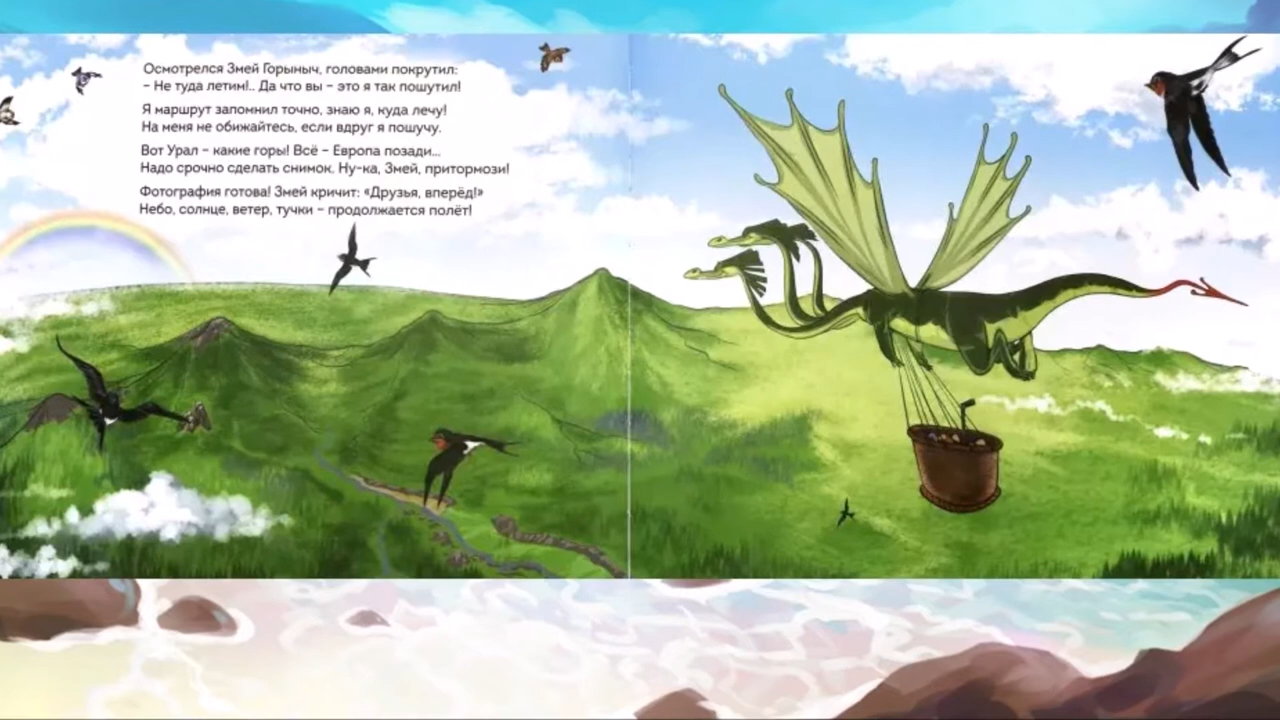 Осмотрелся Змей Горыныч, головами покрутил:
– Не туда летим!.. Да что вы – это я так пошутил!
Я маршрут запомнил точно, знаю я, куда лечу!
На меня не обижайтесь, если вдруг я пошучу.
Вот Урал – какие горы! Всё – Европа позади...
Надо срочно сделать снимок. Ну-ка, Змей, притормози!
Фотография готова! Змей кричит: «Друзья, вперёд!»
Небо, солнце, ветер, тучки – продолжается полёт!